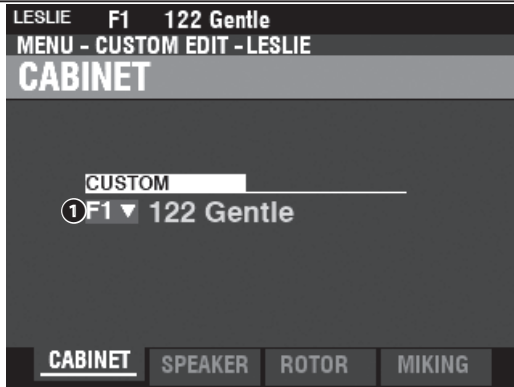 LESLIE F1 122 Gentle
MENU - CUSTOM EDIT - LESLIE
CABINET
CUSTOM
1 F1 ▼ 122 Gentle
CABINET SPEAKER ROTOR MIKING